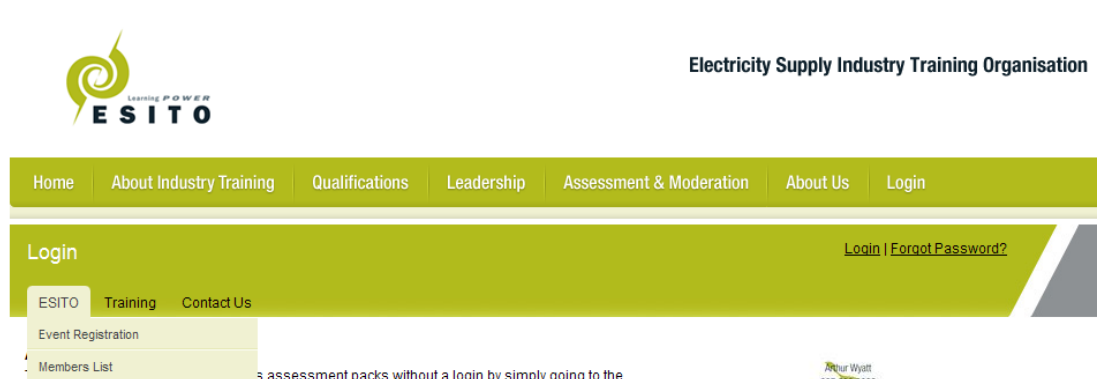 Learning POWER
ESITO
Electricity Supply Industry Training Organisation
Home About Industry Training Qualifications Leadership Assessment & Moderation About Us Login
Login
Login | Forgot Password?
ESITO Training Contact Us
Event Registration
Members List
assessment packs without a login by simply going to the
Arthur Wyatt